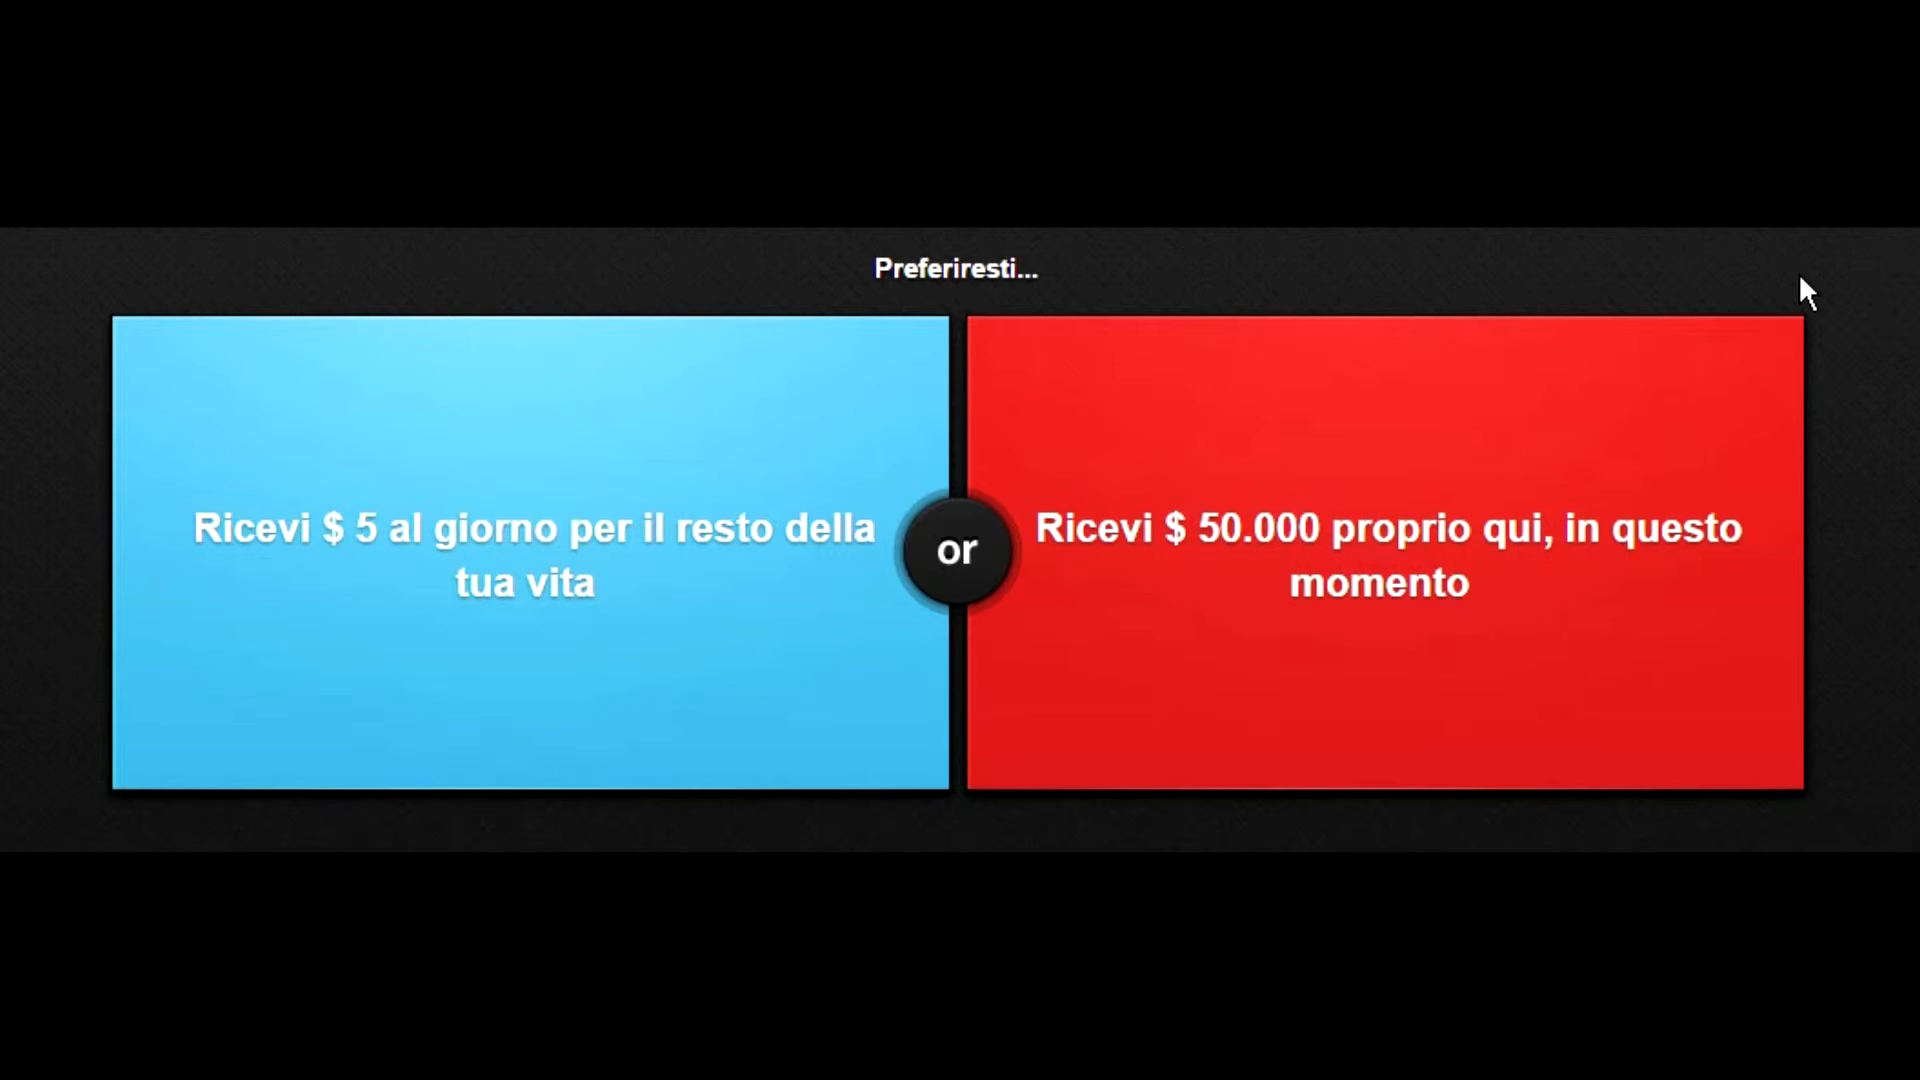 Preferiresti...
Ricevi $ 5 al giorno per il resto della
tua vita
or
Ricevi $ 50.000 proprio qui, in questo
momento